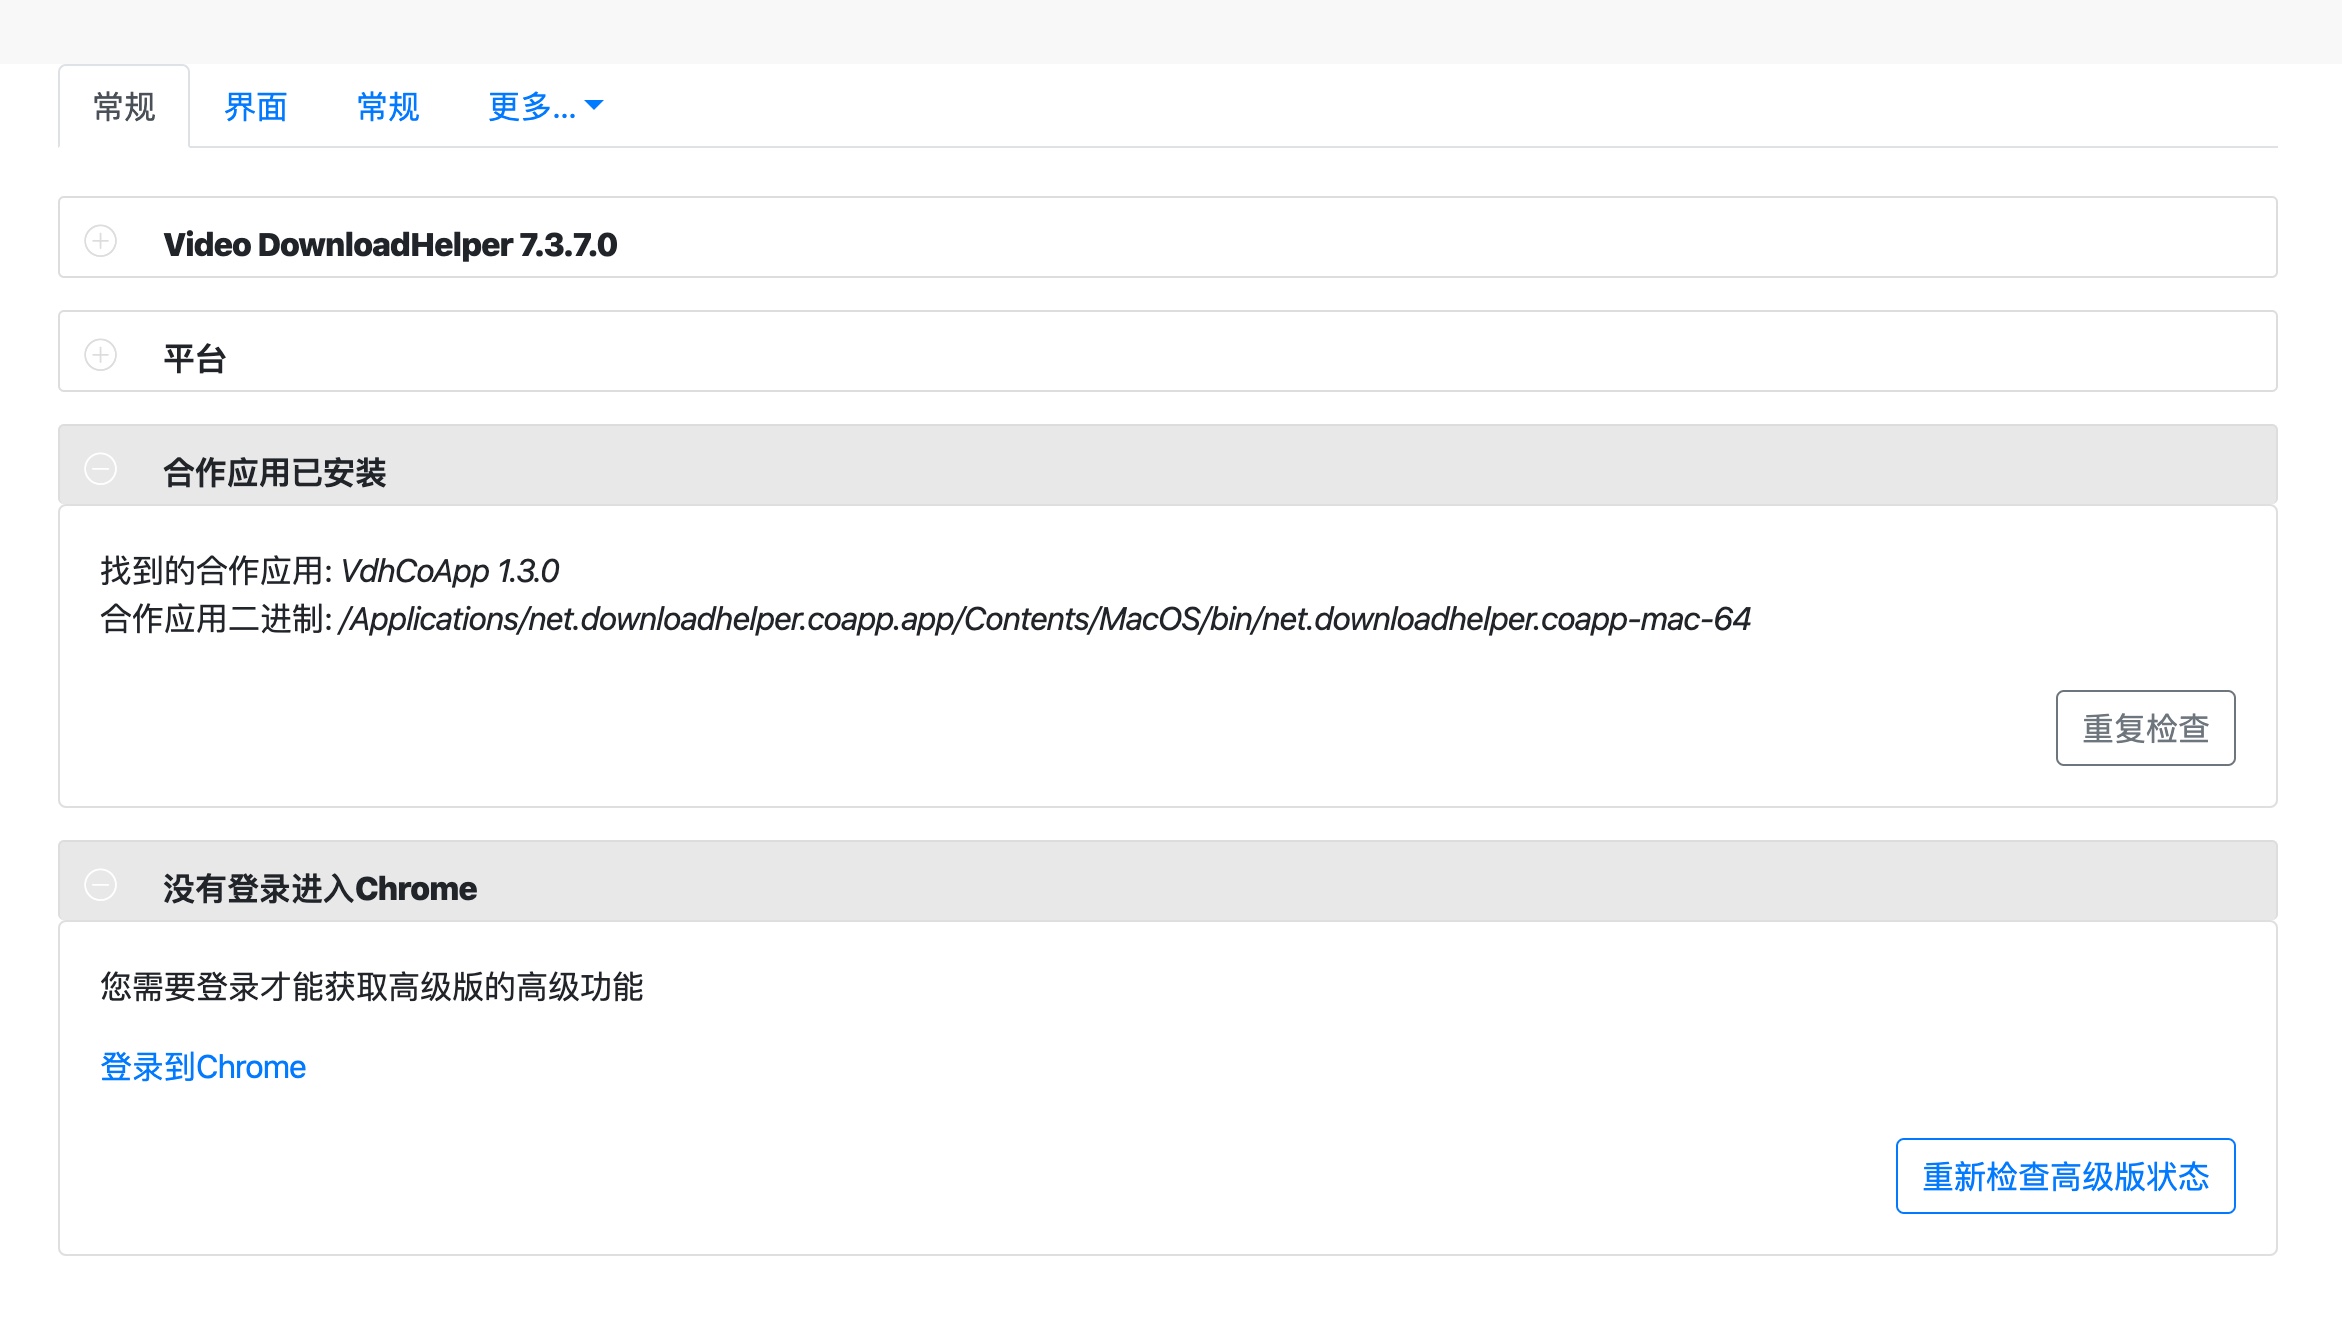 常规 界面 常规 更多...
Video DownloadHelper 7.3.7.0
平台
合作应用已安装
找到的合作应用: VdhCoApp 1.3.0
合作应用二进制: /Applications/net.downloadhelper.coapp.app/Contents/MacOS/bin/net.downloadhelper.coapp-mac-64
重复检查
没有登录进入Chrome
您需要登录才能获取高级版的高级功能
登录到Chrome
重新检查高级版状态